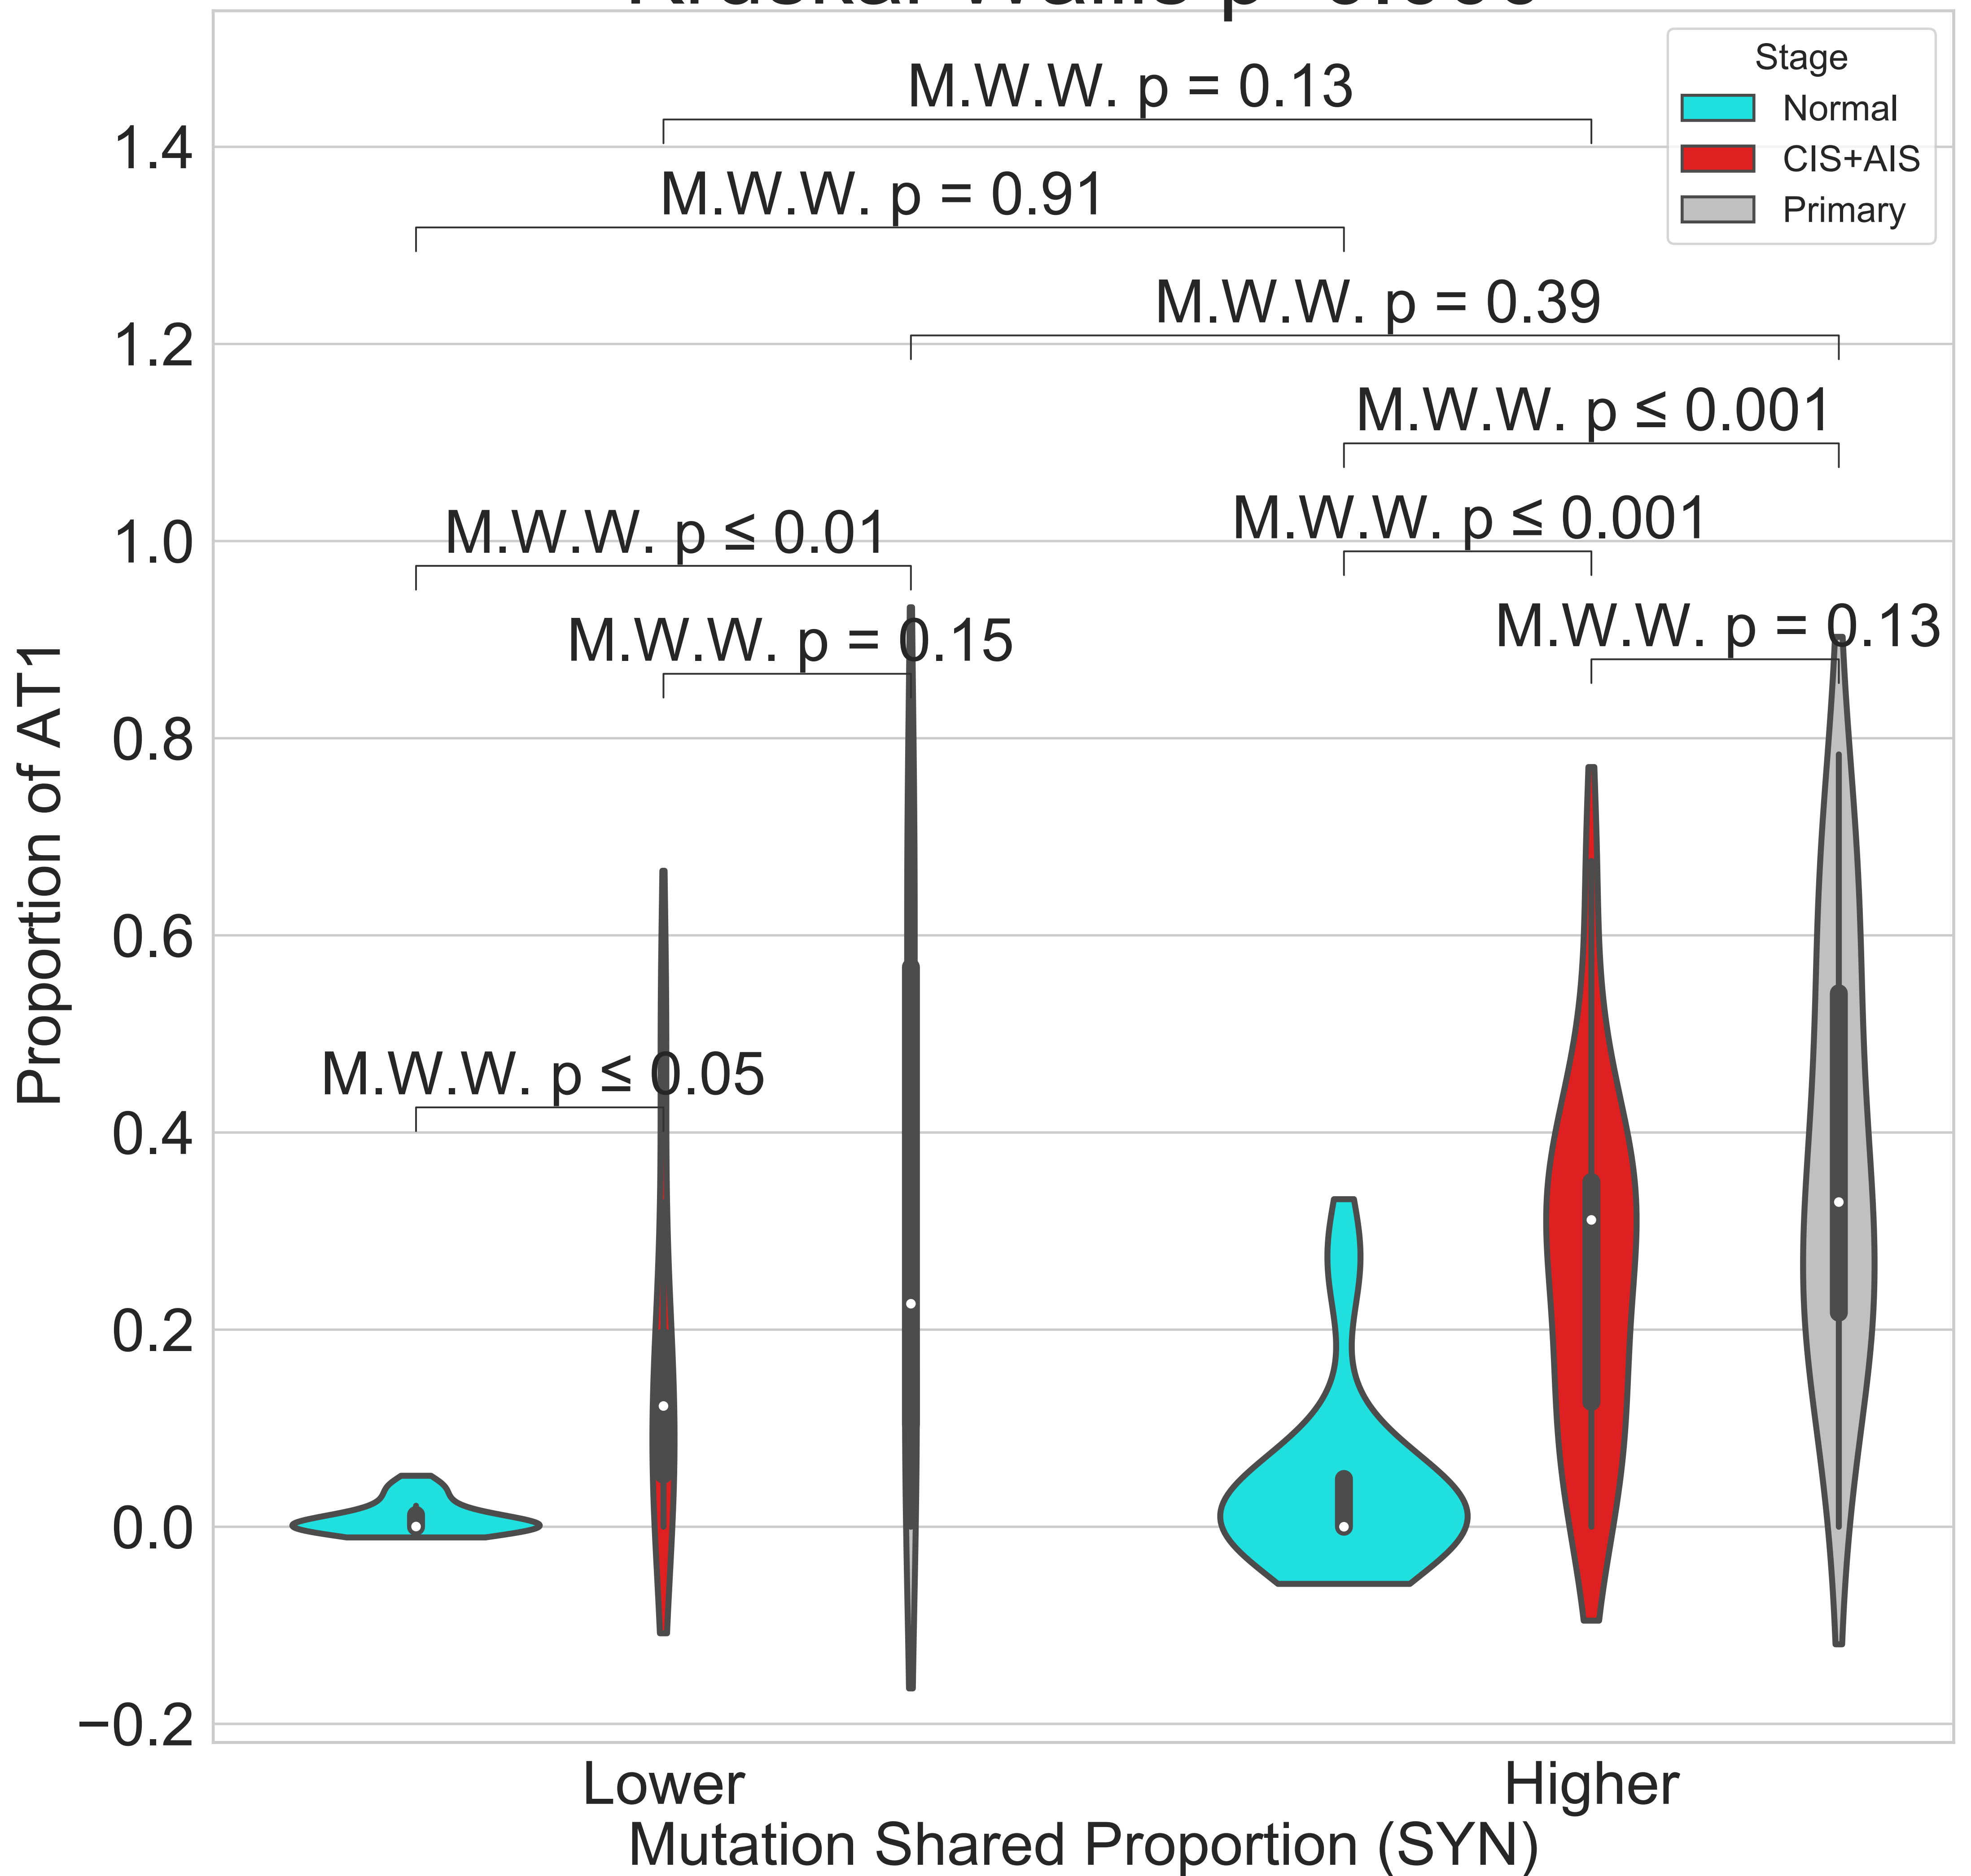 Stage
Normal
CIS+AIS
Primary
M.W.W. p = 0.13
M.W.W. p = 0.91
M.W.W. p = 0.39
M.W.W. p ≤ 0.001
M.W.W. p ≤ 0.01
M.W.W. p ≤ 0.001
M.W.W. p = 0.15
M.W.W. p = 0.13
M.W.W. p ≤ 0.05
1.4
1.2
1.0
0.8
0.6
0.4
0.2
0.0
−0.2
Proportion of AT1
Lower
Higher
Mutation Shared Proportion (SYN)